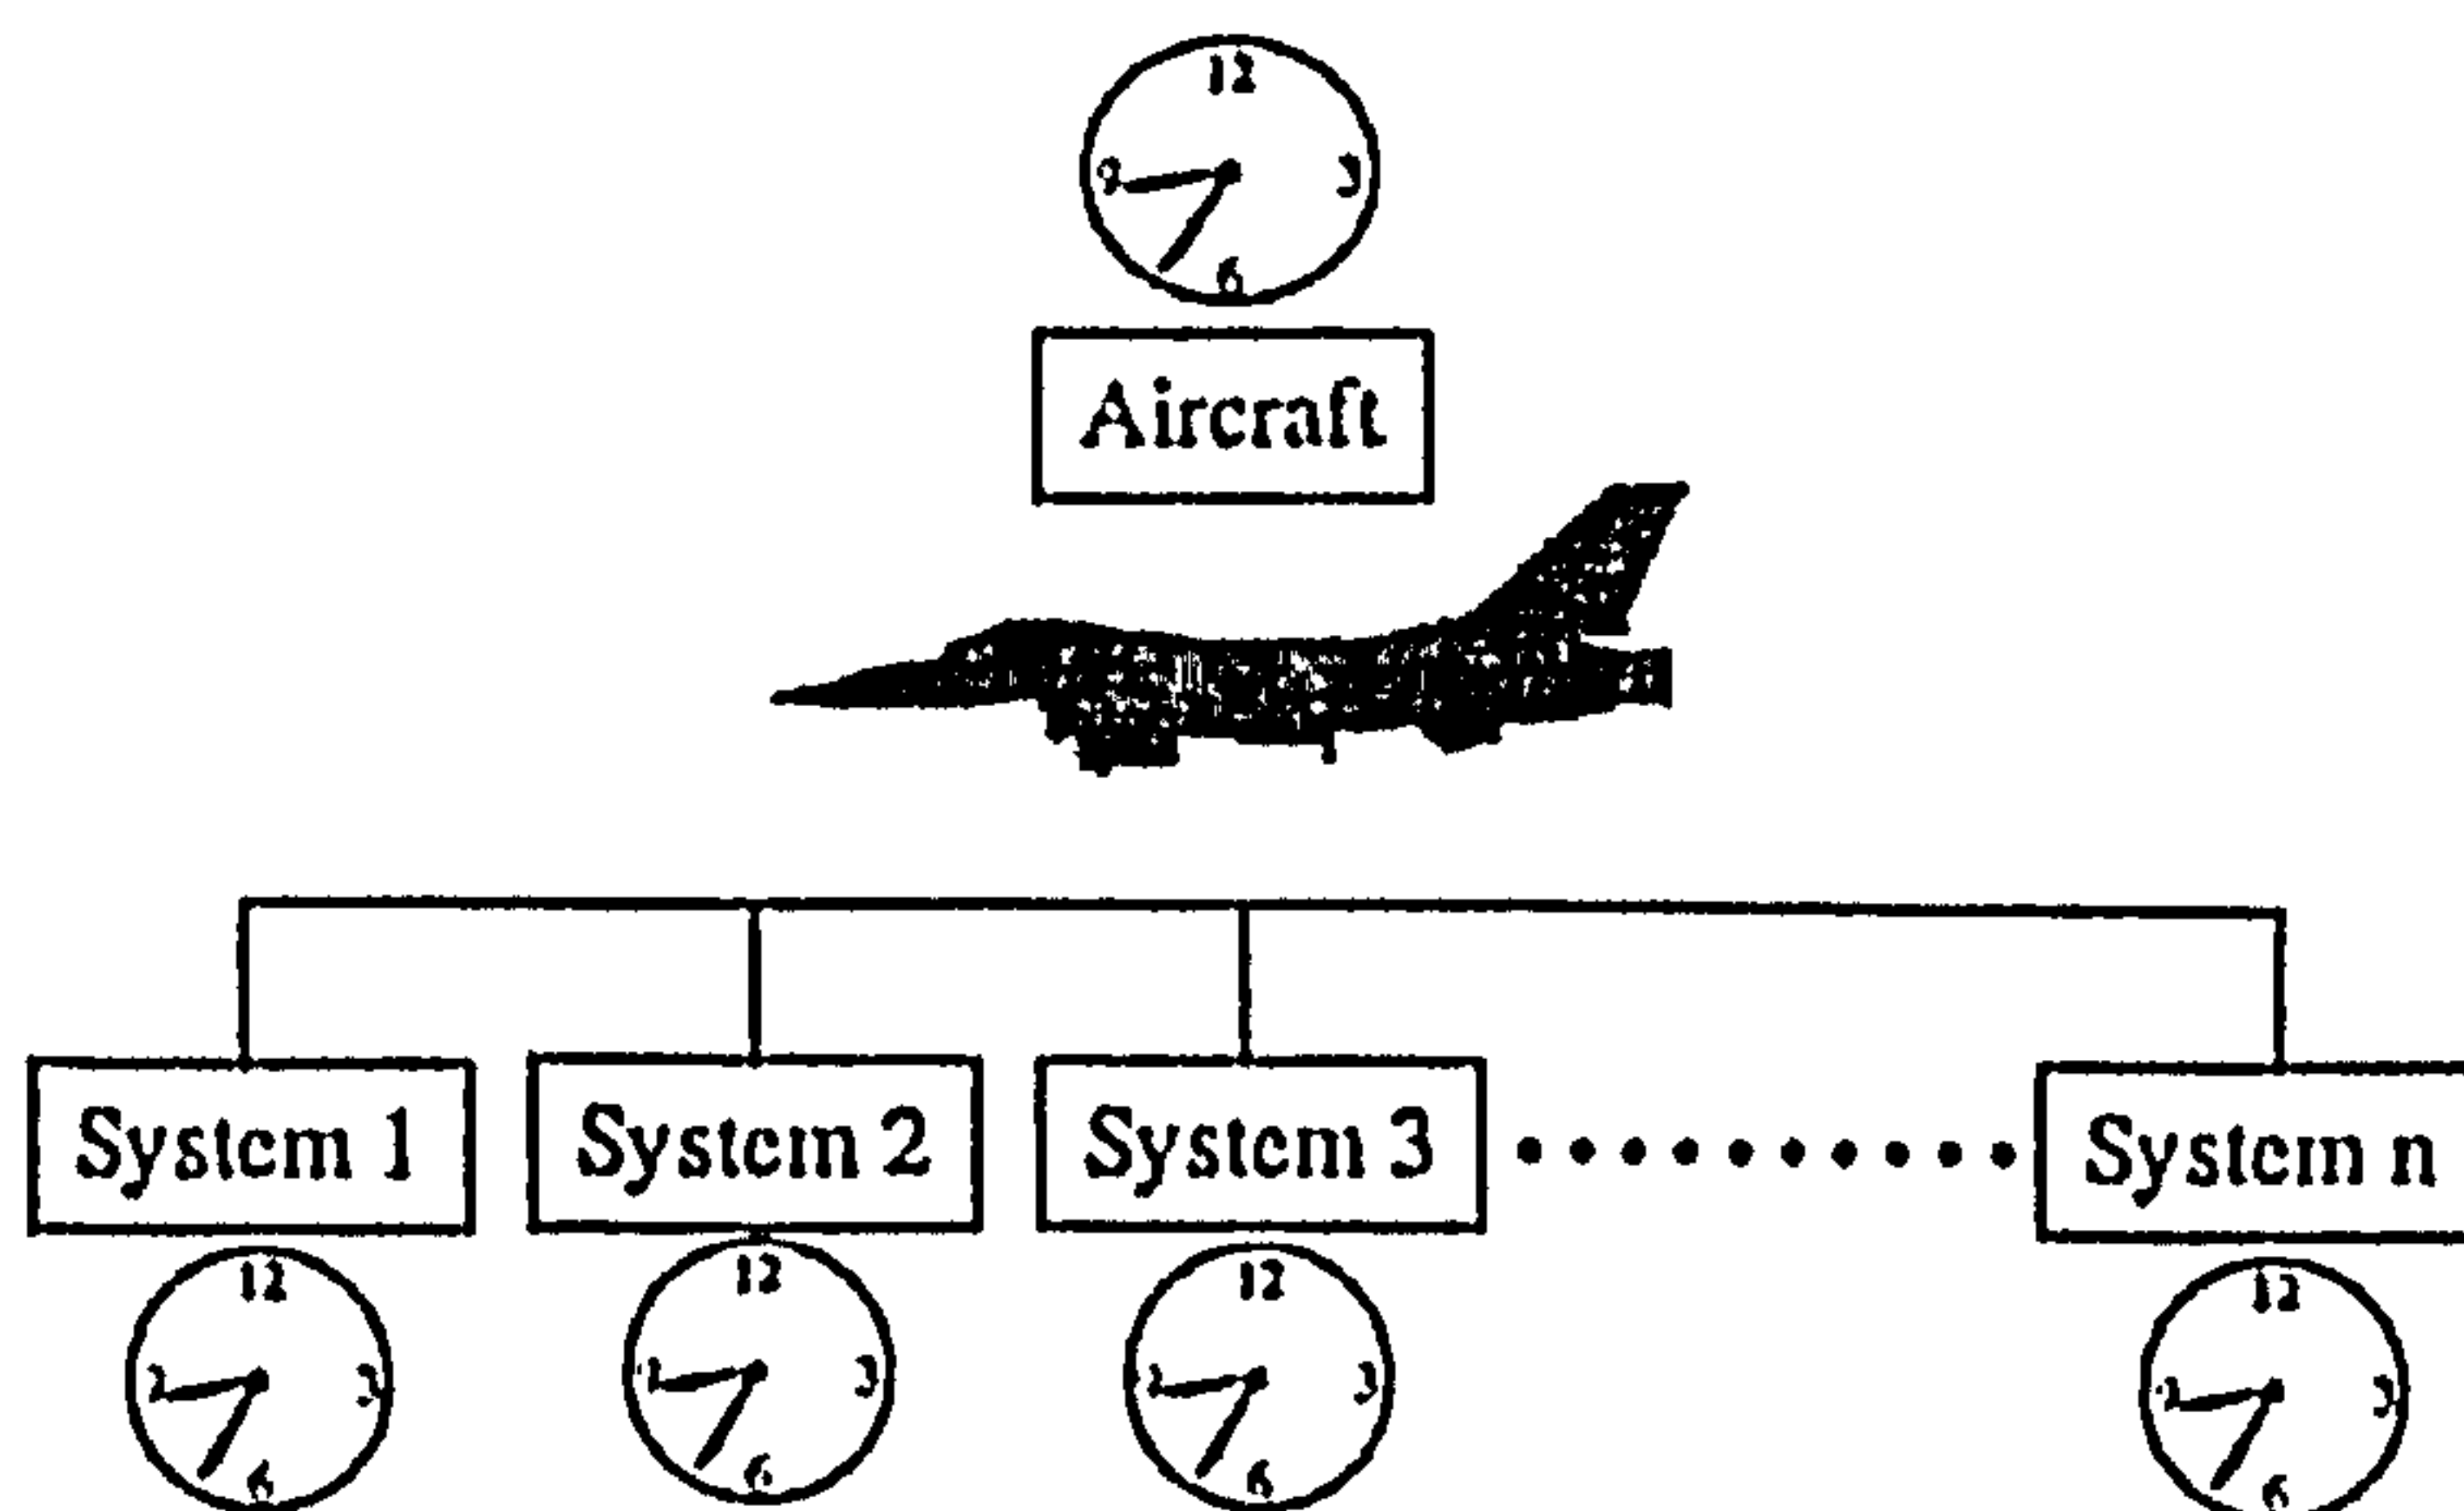 12
9 3
6
Aircraft
System 1 System 2 System 3 .......... System n
12 12 12 12
3 3 3 3
6 6 6 6